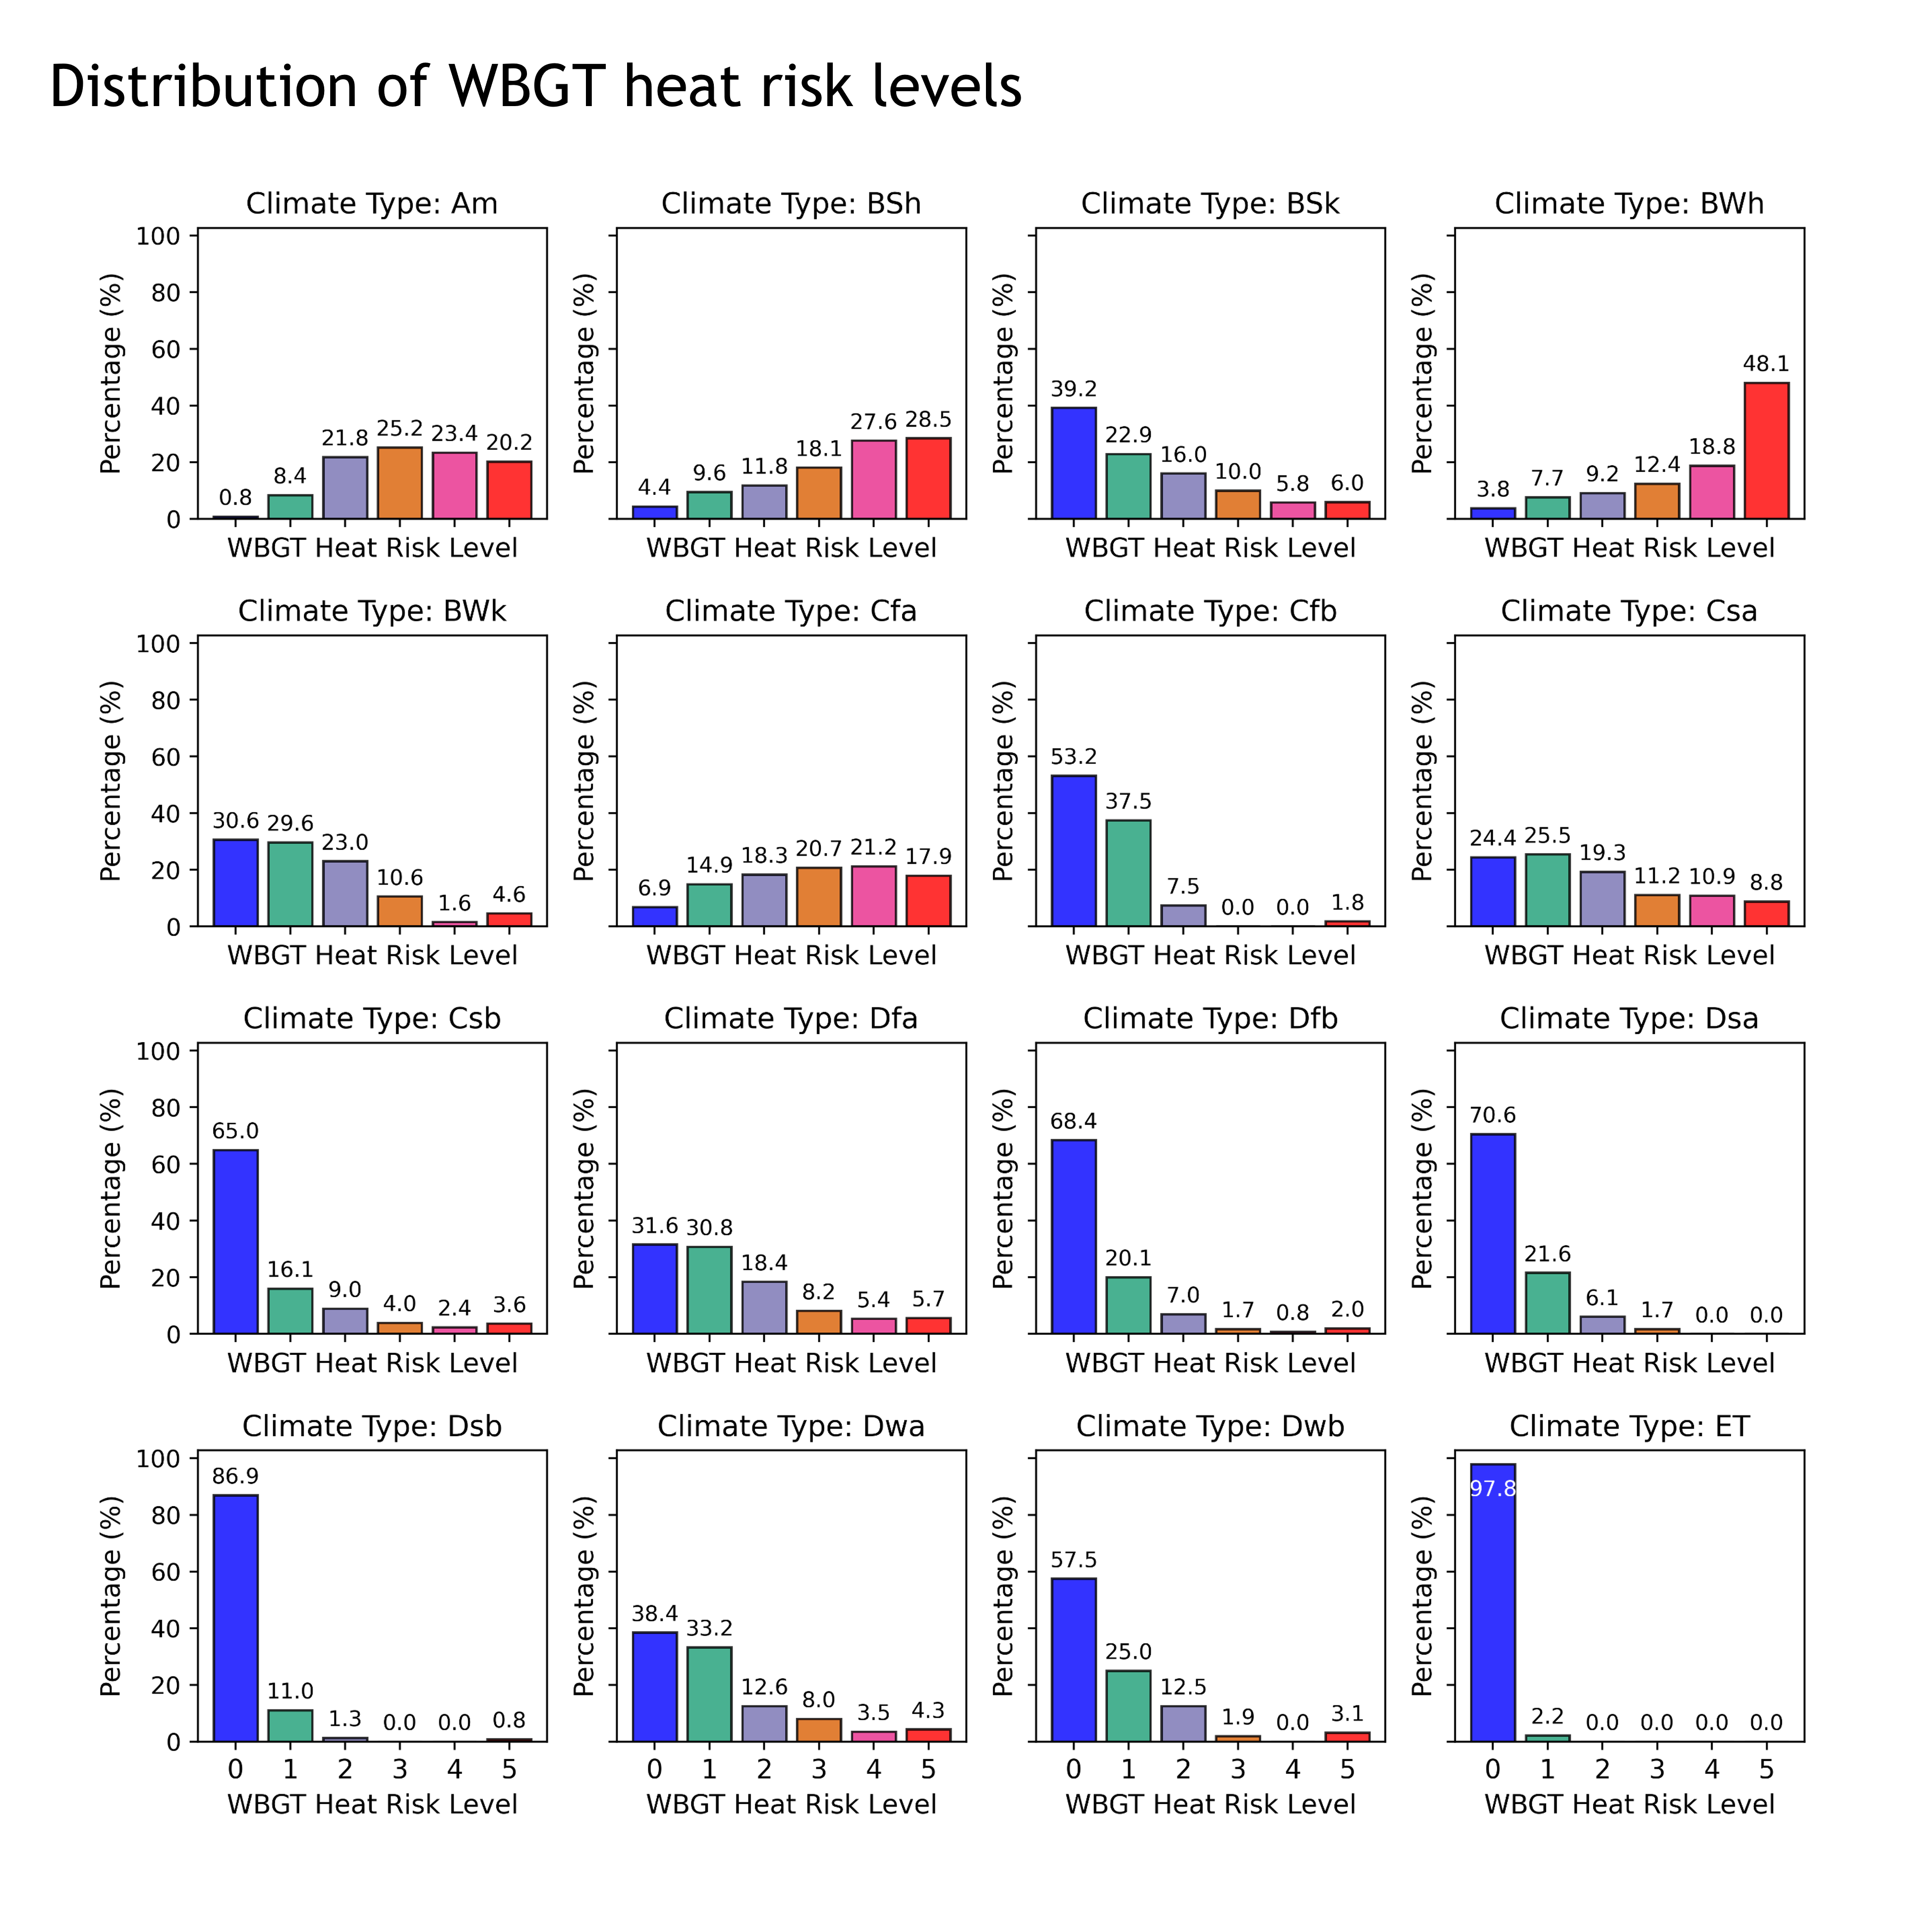 Distribution of WBGT heat risk levels
Climate Type: Am
100
80
60
40
20
0
Percentage (%)
0.8
8.4
21.8
25.2
23.4
20.2
WBGT Heat Risk Level
Climate Type: BSh
Percentage (%)
4.4
9.6
11.8
18.1
27.6
28.5
WBGT Heat Risk Level
Climate Type: BSk
Percentage (%)
39.2
22.9
16.0
10.0
5.8
6.0
WBGT Heat Risk Level
Climate Type: BWh
Percentage (%)
3.8
7.7
9.2
12.4
18.8
48.1
WBGT Heat Risk Level
Climate Type: BWk
100
80
60
40
20
0
Percentage (%)
30.6
29.6
23.0
10.6
1.6
4.6
WBGT Heat Risk Level
Climate Type: Cfa
Percentage (%)
6.9
14.9
18.3
20.7
21.2
17.9
WBGT Heat Risk Level
Climate Type: Cfb
Percentage (%)
53.2
37.5
7.5
0.0
0.0
1.8
WBGT Heat Risk Level
Climate Type: Csa
Percentage (%)
24.4
25.5
19.3
11.2
10.9
8.8
WBGT Heat Risk Level
Climate Type: Csb
100
80
60
40
20
0
Percentage (%)
65.0
16.1
9.0
4.0
2.4
3.6
WBGT Heat Risk Level
Climate Type: Dfa
Percentage (%)
31.6
30.8
18.4
8.2
5.4
5.7
WBGT Heat Risk Level
Climate Type: Dfb
Percentage (%)
68.4
20.1
7.0
1.7
0.8
2.0
WBGT Heat Risk Level
Climate Type: Dsa
Percentage (%)
70.6
21.6
6.1
1.7
0.0
0.0
WBGT Heat Risk Level
Climate Type: Dsb
100
80
60
40
20
0
Percentage (%)
86.9
11.0
1.3
0.0
0.0
0.8
0 1 2 3 4 5
WBGT Heat Risk Level
Climate Type: Dwa
Percentage (%)
38.4
33.2
12.6
8.0
3.5
4.3
0 1 2 3 4 5
WBGT Heat Risk Level
Climate Type: Dwb
Percentage (%)
57.5
25.0
12.5
1.9
0.0
3.1
0 1 2 3 4 5
WBGT Heat Risk Level
Climate Type: ET
Percentage (%)
97.8
2.2
0.0
0.0
0.0
0.0
0 1 2 3 4 5
WBGT Heat Risk Level